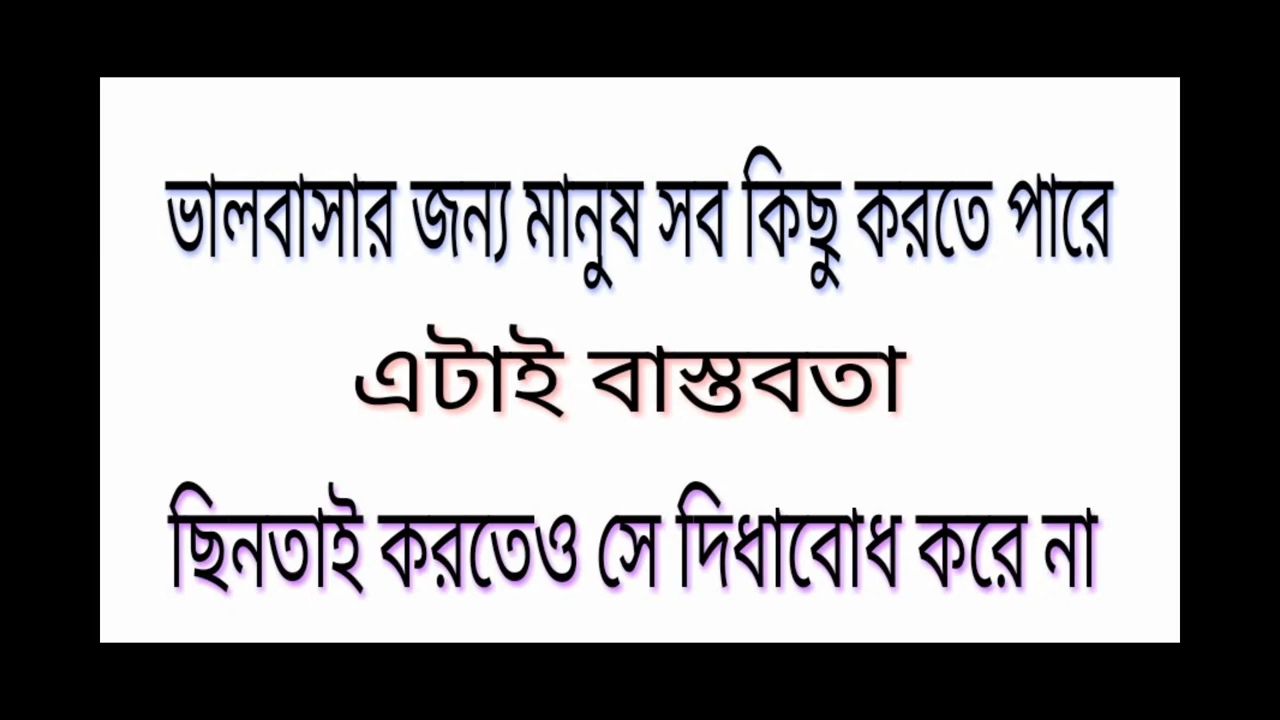 ভালবাসার জন্য মানুষ সব কিছু করতে পারে
এটাই বাস্তবতা
ছিনতাই করতেও সে দিধাবোধ করে না